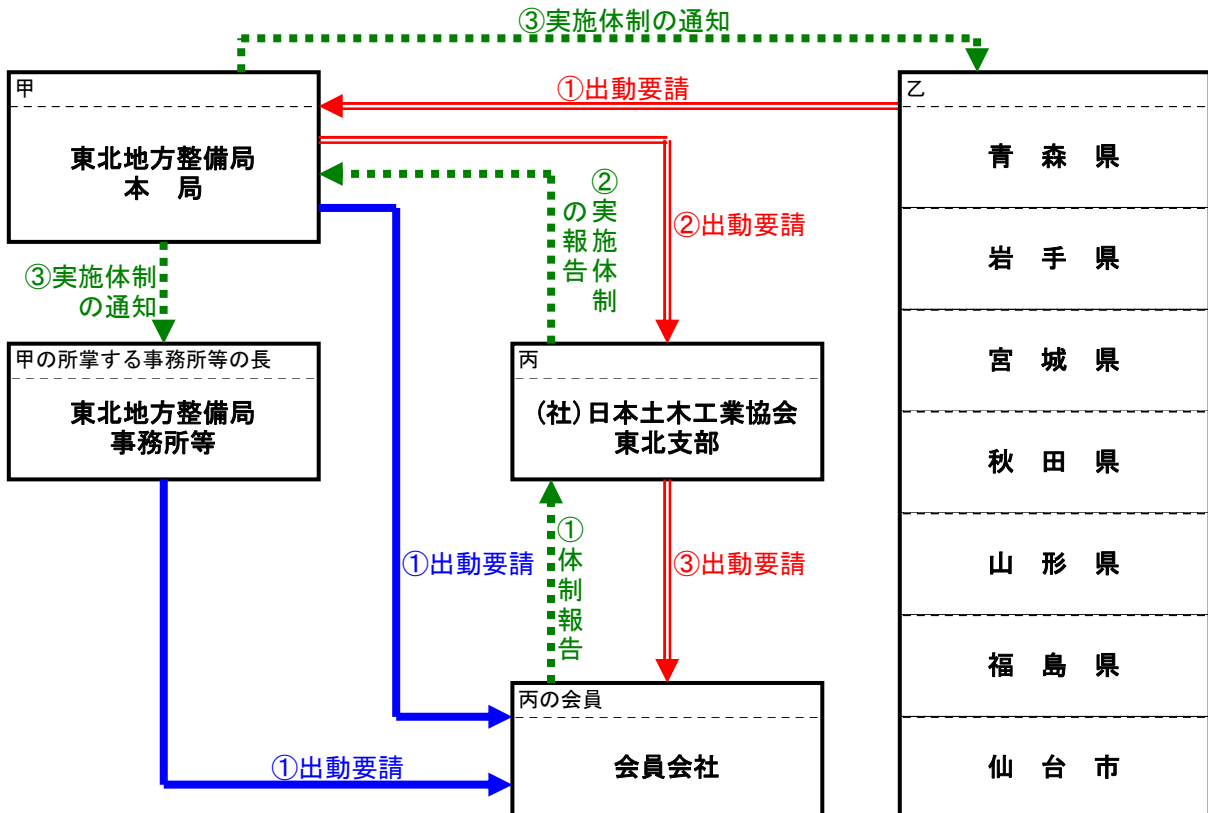 ③実施体制の通知
甲
東北地方整備局
本　局
①出動要請
乙
青　森　県
岩　手　県
宮　城　県
秋　田　県
山　形　県
福　島　県
仙　台　市
②実施体制
の報告
②出動要請
③実施体制
の通知
甲の所掌する事務所等の長
東北地方整備局
事務所等
丙
(社)日本土木工業協会
東北支部
①出動要請
①体制報告
③出動要請
丙の会員
会員会社
①出動要請